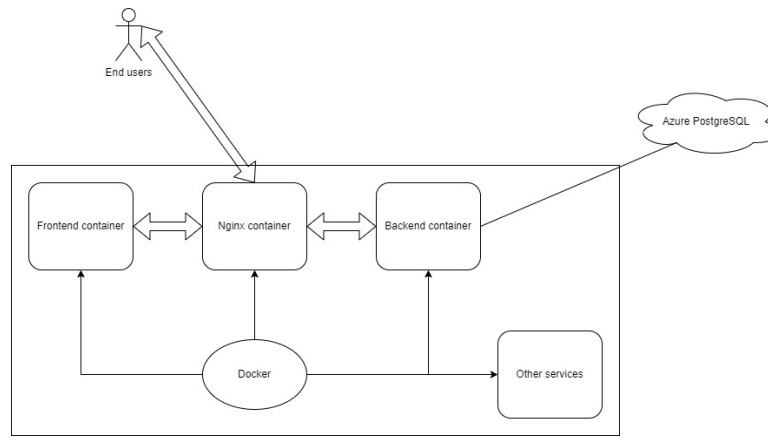 End users
Azure PostgreSQL
Frontend container
Nginx container
Backend container
Docker
Other services